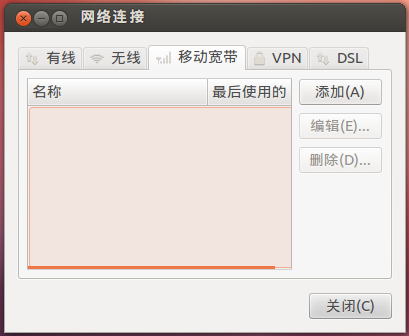 网络连接
有线 无线 移动宽带 VPN DSL
名称 最后使用的
添加(A)
编辑(E)...
删除(D)...
关闭(C)